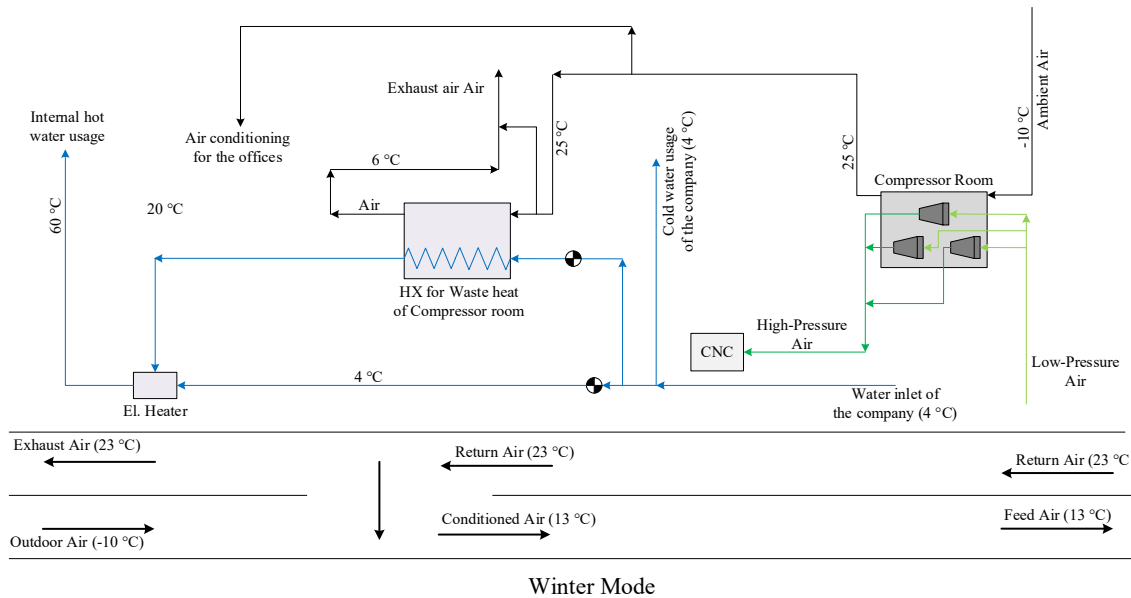 Ambient Air
-10 °C
Exhaust air Air
Internal hot
water usage
Air conditioning
for the offices
25 °C
Cold water usage
of the company (4 °C)
25 °C
6 °C
Compressor Room
60 °C
20 °C
Air
HX for Waste heat
of Compressor room
High-Pressure
Air
CNC
4 °C
Low-Pressure
Air
El. Heater
Water inlet of
the company (4 °C)
Exhaust Air (23 °C)
Return Air (23 °C)
Return Air (23 °C
Outdoor Air (-10 °C)
Conditioned Air (13 °C)
Feed Air (13 °C)
Winter Mode